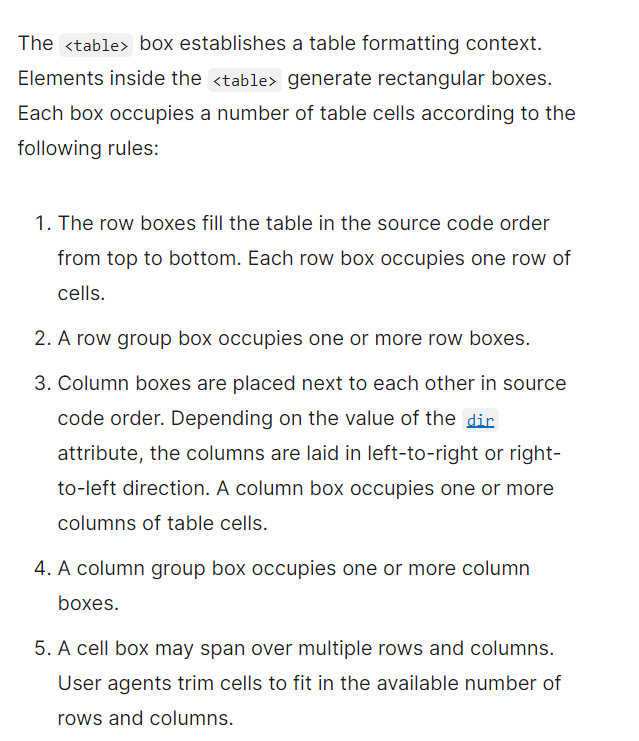 The <table> box establishes a table formatting context.
Elements inside the <table> generate rectangular boxes.
Each box occupies a number of table cells according to the
following rules:
1. The row boxes fill the table in the source code order
from top to bottom. Each row box occupies one row of
cells.
2. A row group box occupies one or more row boxes.
3. Column boxes are placed next to each other in source
code order. Depending on the value of the dir
attribute, the columns are laid in left-to-right or right-
to-left direction. A column box occupies one or more
columns of table cells.
4. A column group box occupies one or more column
boxes.
5. A cell box may span over multiple rows and columns.
User agents trim cells to fit in the available number of
rows and columns.